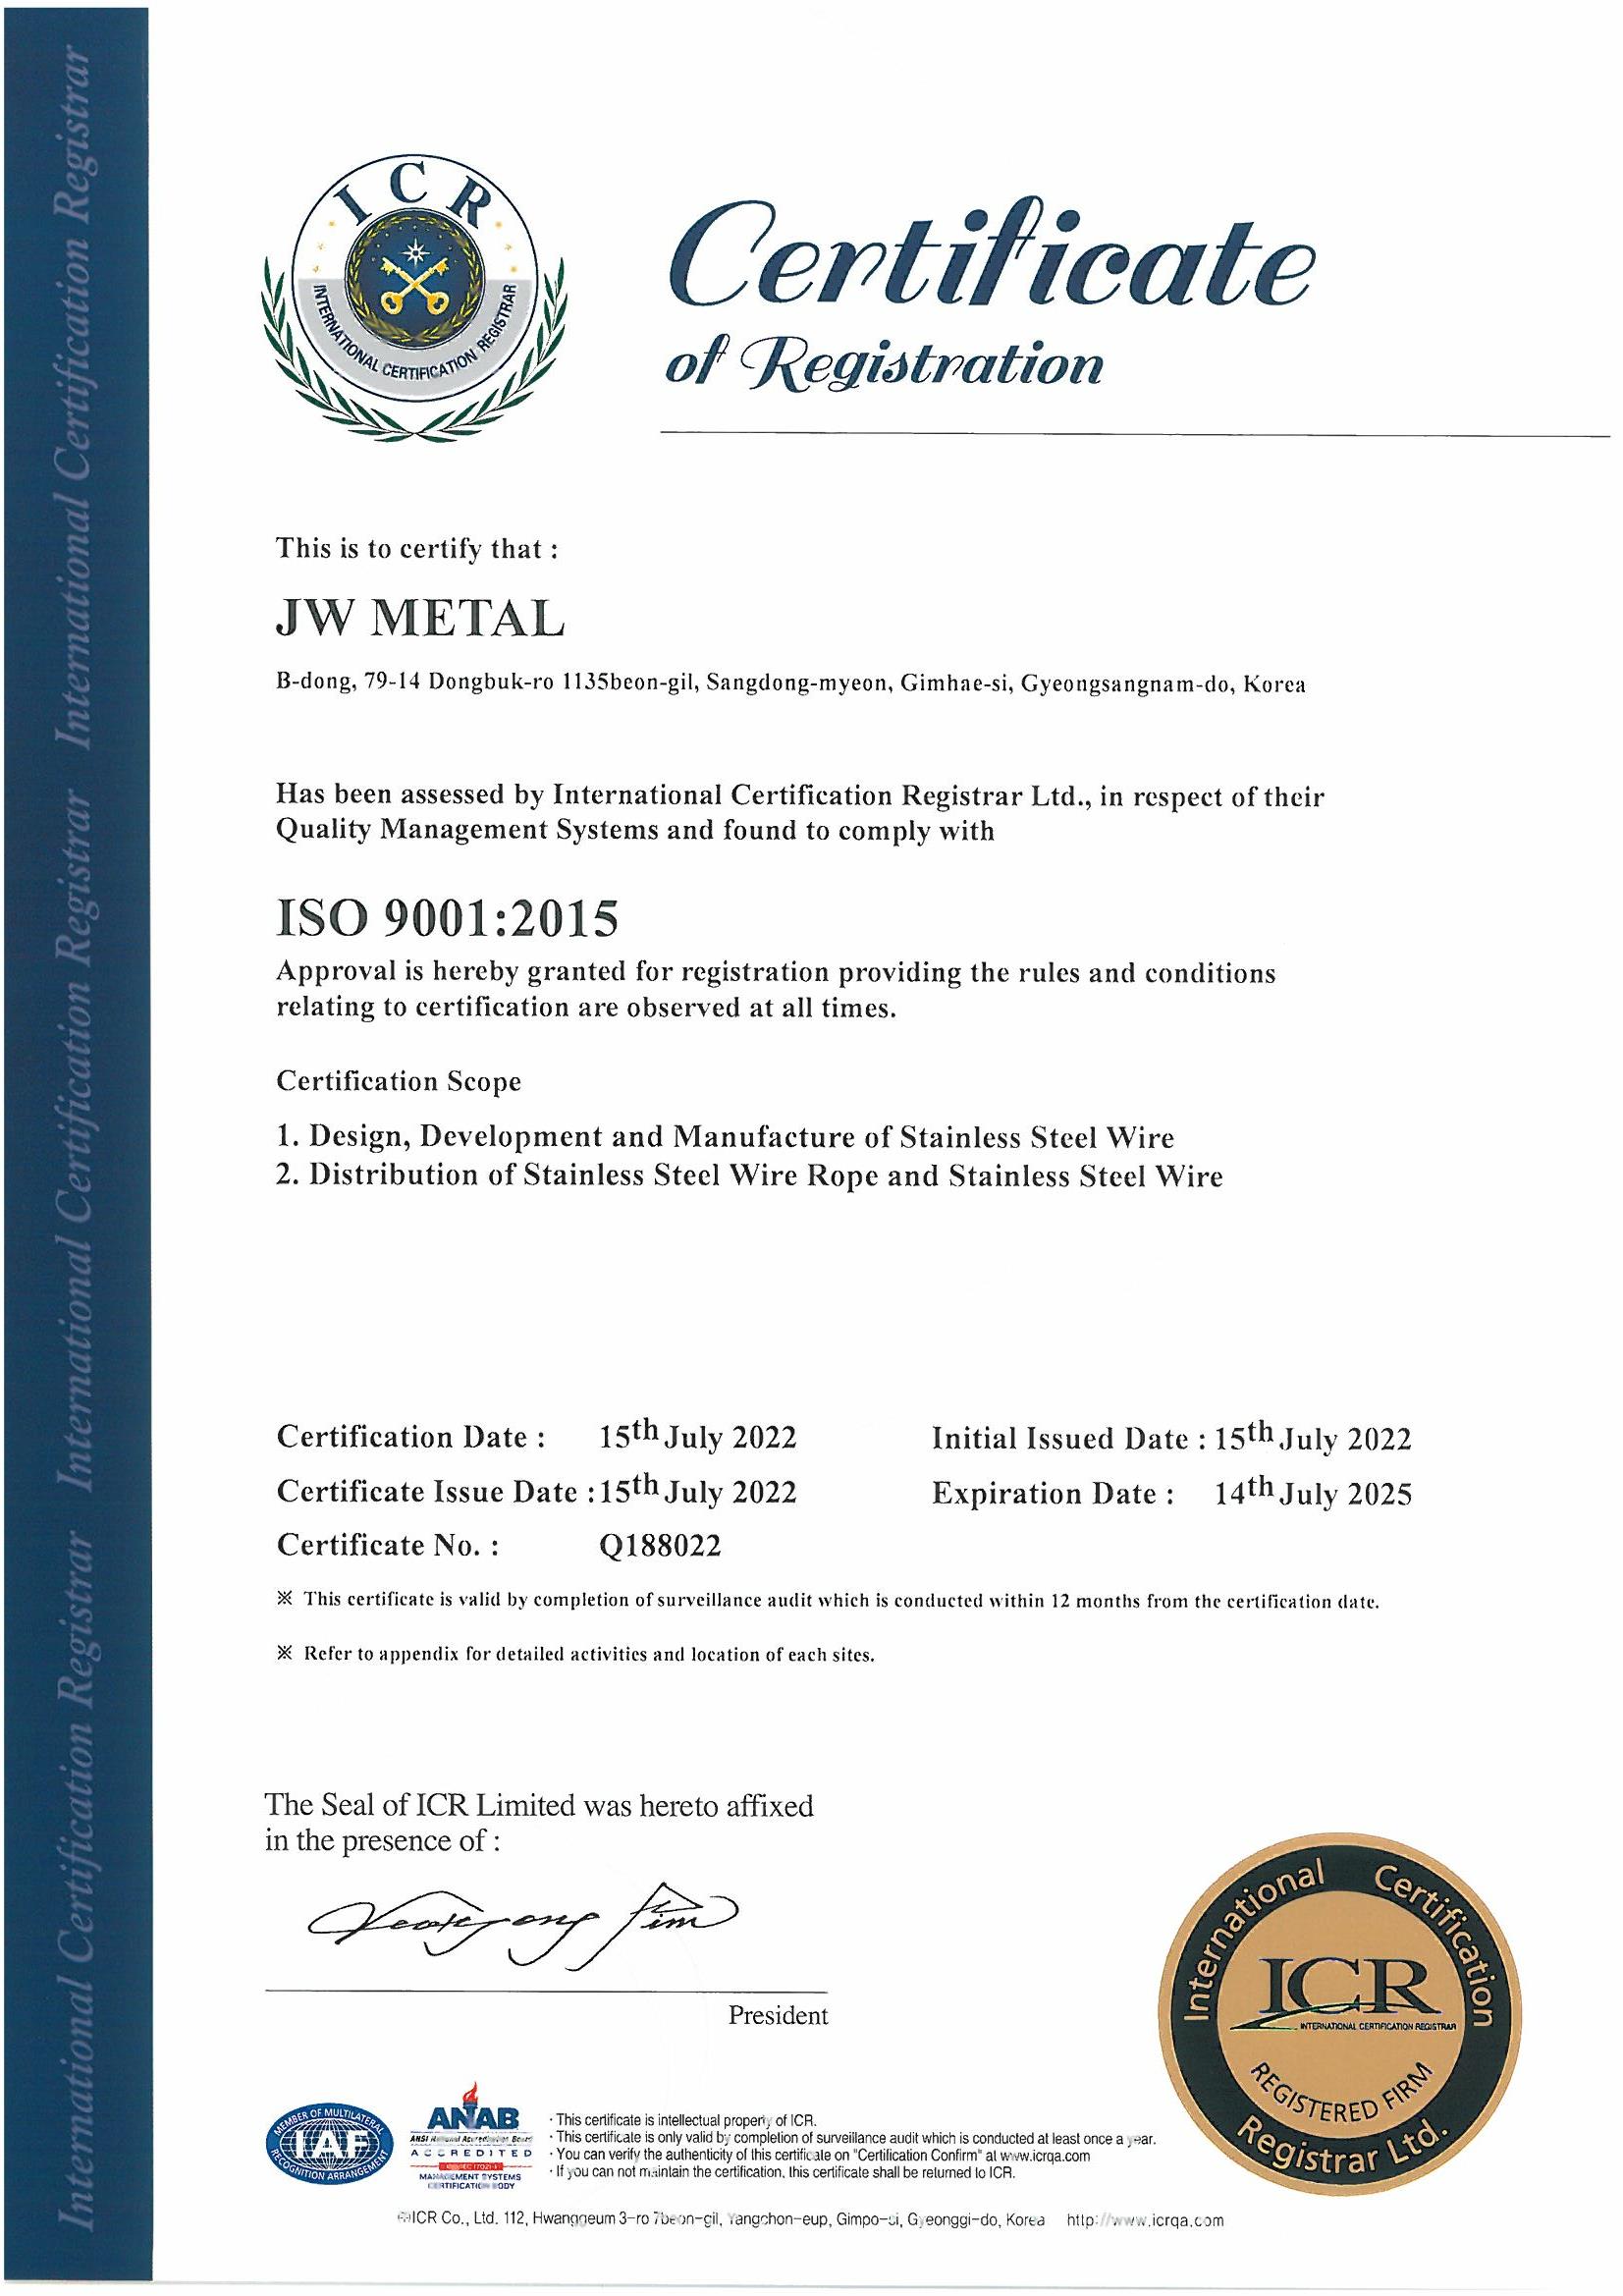 International Certification Registrar International Certification Registrar International Certification Registrar
I C R
INTERNATIONAL CERTIFICATION REGISTRAR
Certificate
of Registration
This is to certify that :
JW METAL
B-dong, 79-14 Dongbuk-ro 1135beon-gil, Sangdong-myeon, Gimhae-si, Gyeongsangnam-do, Korea
Has been assessed by International Certification Registrar Ltd., in respect of their
Quality Management Systems and found to comply with
ISO 9001:2015
Approval is hereby granted for registration providing the rules and conditions
relating to certification are observed at all times.
Certification Scope
1. Design, Development and Manufacture of Stainless Steel Wire
2. Distribution of Stainless Steel Wire Rope and Stainless Steel Wire
Certification Date : 15th July 2022 Initial Issued Date : 15th July 2022
Certificate Issue Date : 15th July 2022 Expiration Date : 14th July 2025
Certificate No. : Q188022
※ This certificate is valid by completion of surveillance audit which is conducted within 12 months from the certification date.
※ Refer to appendix for detailed activities and location of each sites.
The Seal of ICR Limited was hereto affixed
in the presence of :
President
International Certification
ICR
INTERNATIONAL CERTIFICATION REGISTRAR
REGISTERED FIRM
Registrar Ltd.
MEMBER OF MULTILATERAL
IAF
RECOGNITION ARRANGEMENT
ANAB
ANSI National Accreditation Board
ACCREDITED
ISO/IEC 17021-1
MANAGEMENT SYSTEMS
CERTIFICATION BODY
· This certificate is intellectual property of ICR.
· This certificate is only valid by completion of surveillance audit which is conducted at least once a year.
· You can verify the authenticity of this certificate on "Certification Confirm" at www.icrqa.com
· If you can not maintain the certification, this certificate shall be returned to ICR.
©ICR Co., Ltd. 112, Hwanggeum 3-ro 7beon-gil, Yangchon-eup, Gimpo-si, Gyeonggi-do, Korea http://www.icrqa.com